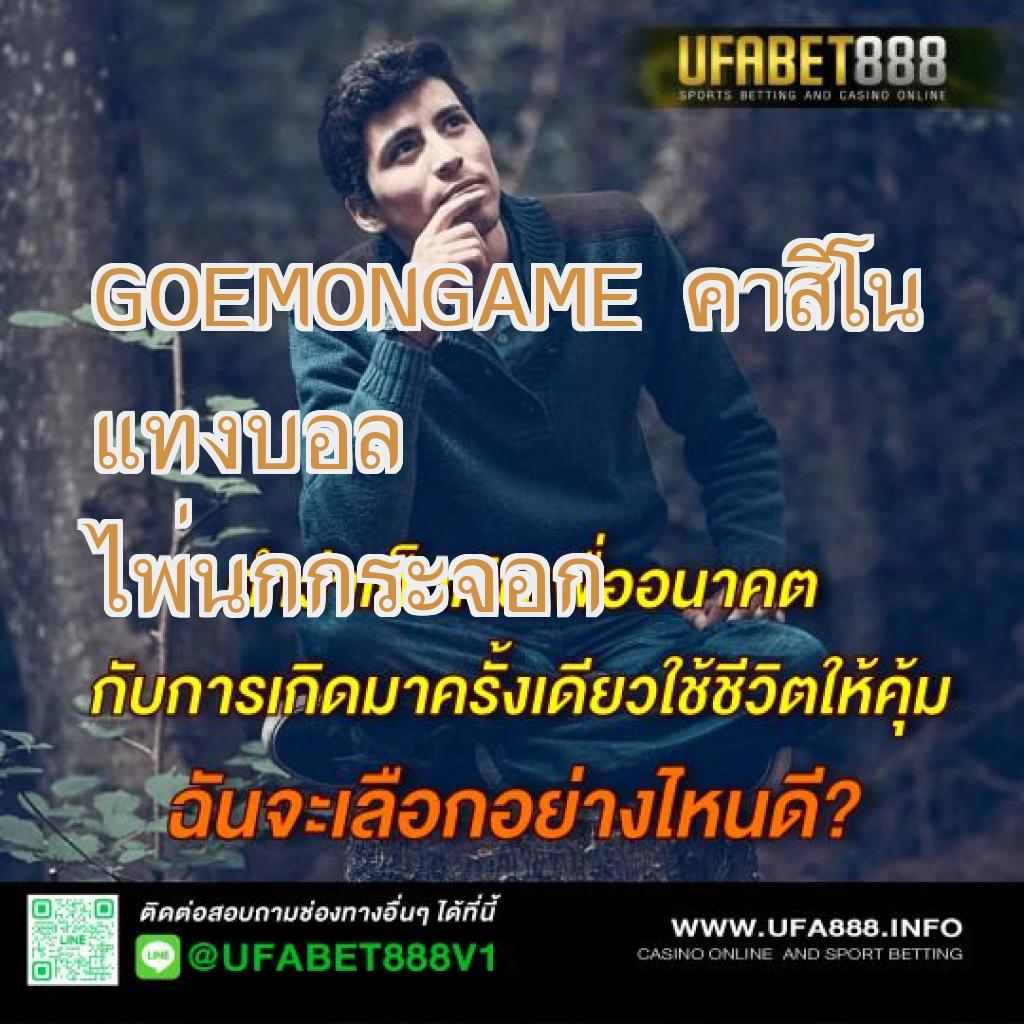 UFABET888
SPORTS BETTING AND CASINO ONLINE
GOEMONGAME คาสิโน
แทงบอล
ไพ่นกกระจอก
เพื่ออนาคต
กับการเกิดมาครั้งเดียวใช้ชีวิตให้คุ้ม
ฉันจะเลือกอย่างไหนดี?
ติดต่อสอบถามช่องทางอื่นๆ ได้ที่นี้
LINE
LINE @UFABET888V1
WWW.UFA888.INFO
CASINO ONLINE AND SPORT BETTING